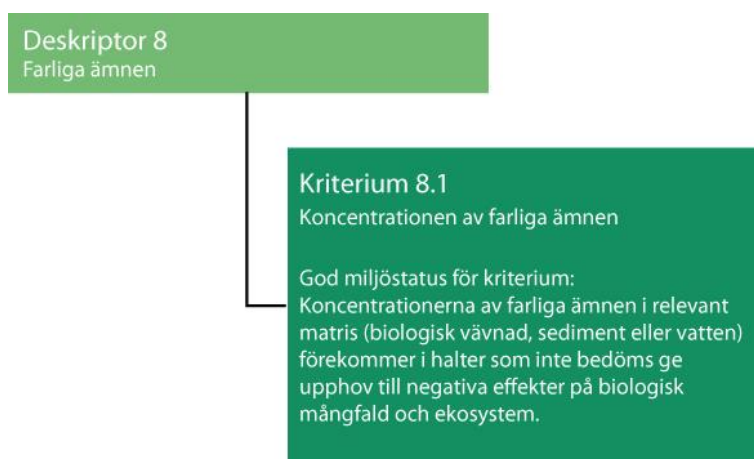 Deskriptor 8
Farliga ämnen
Kriterium 8.1
Koncentrationen av farliga ämnen
God miljöstatus för kriterium:
Koncentrationerna av farliga ämnen i relevant
matris (biologisk vävnad, sediment eller vatten)
förekommer i halter som inte bedöms ge
upphov till negativa effekter på biologisk
mångfald och ekosystem.